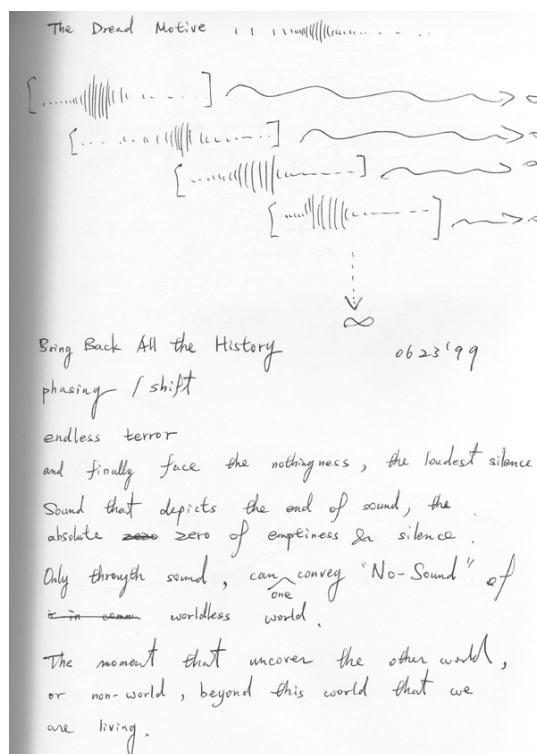 The Dread Motive
∞
Bring Back All the History 0623'99
phasing / shift
endless terror
and finally face the nothingness, the loudest silence
Sound that depicts the end of sound, the
absolute zero zero of emptiness & silence.
Only through sound, can one convey "No-Sound" of
worldless world.
The moment that uncover the other world,
or non-world, beyond this world that we
are living.